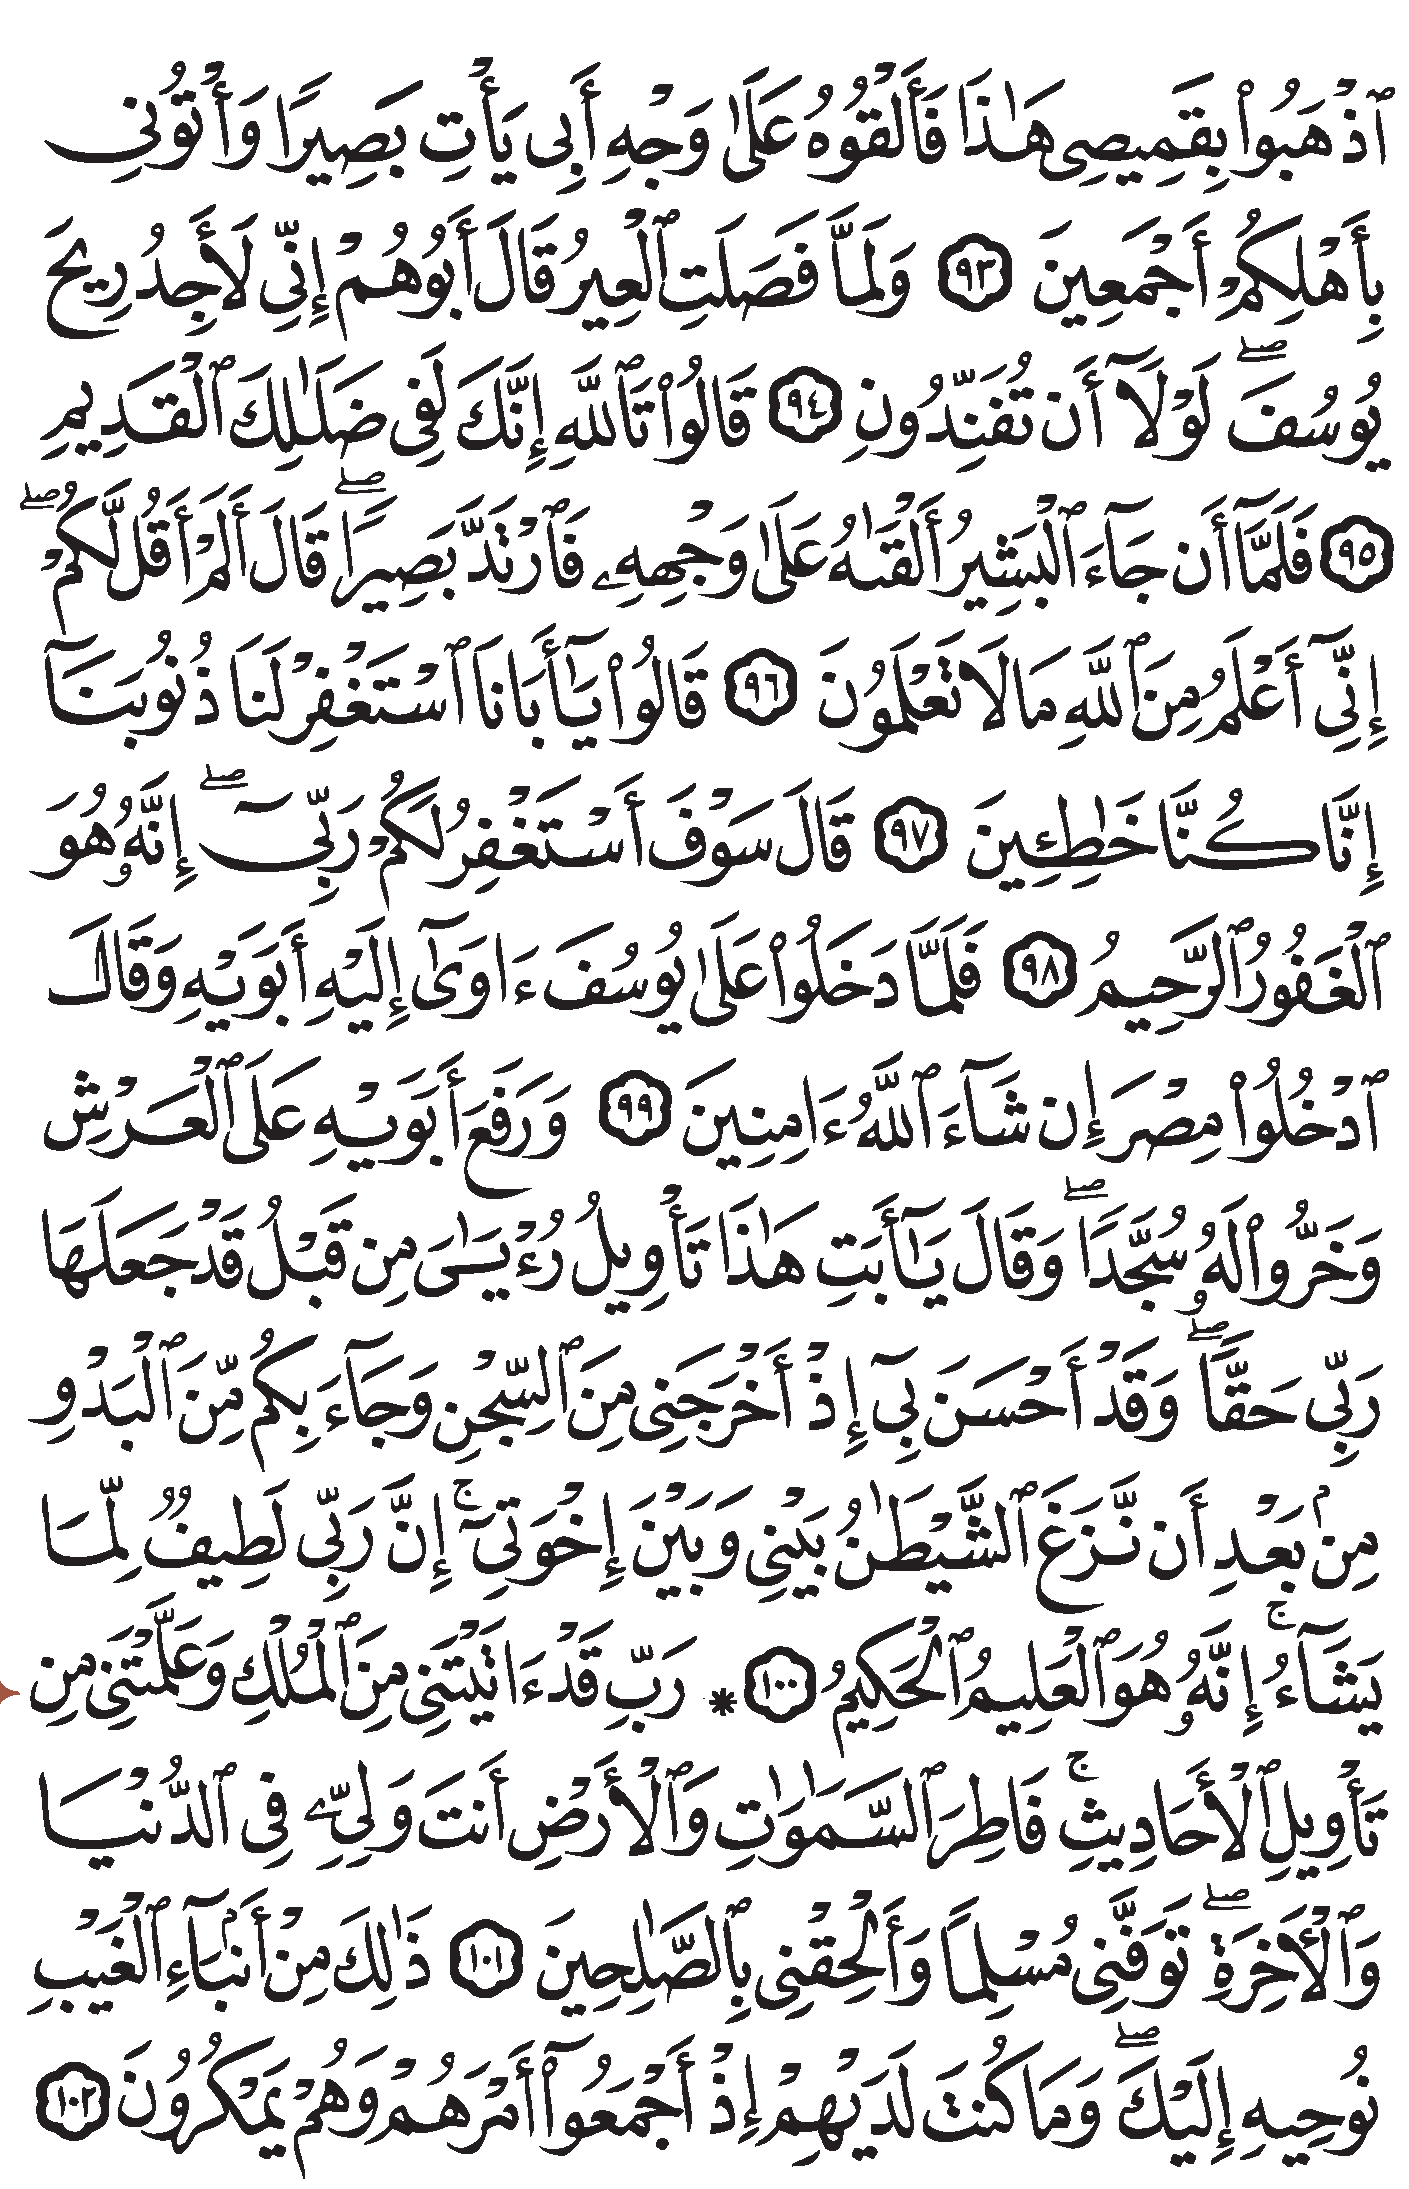 ٱذْهَبُوا۟ بِقَمِيصِى هَـٰذَا فَأَلْقُوهُ عَلَىٰ وَجْهِ أَبِى يَأْتِ بَصِيرًا وَأْتُونِى
بِأَهْلِكُمْ أَجْمَعِينَ ٩٣ وَلَمَّا فَصَلَتِ ٱلْعِيرُ قَالَ أَبُوهُمْ إِنِّى لَأَجِدُ رِيحَ
يُوسُفَ ۖ لَوْلَآ أَن تُفَنِّدُونِ ٩٤ قَالُوا۟ تَٱللَّهِ إِنَّكَ لَفِى ضَلَـٰلِكَ ٱلْقَدِيمِ
٩٥ فَلَمَّآ أَن جَآءَ ٱلْبَشِيرُ أَلْقَىٰهُ عَلَىٰ وَجْهِهِۦ فَٱرْتَدَّ بَصِيرًا ۖ قَالَ أَلَمْ أَقُل لَّكُمْ ۖ
إِنِّىٓ أَعْلَمُ مِنَ ٱللَّهِ مَا لَا تَعْلَمُونَ ٩٦ قَالُوا۟ يَـٰٓأَبَانَا ٱسْتَغْفِرْ لَنَا ذُنُوبَنَآ
إِنَّا كُنَّا خَـٰطِـِٔينَ ٩٧ قَالَ سَوْفَ أَسْتَغْفِرُ لَكُمْ رَبِّىٓ ۖ إِنَّهُۥ هُوَ
ٱلْغَفُورُ ٱلرَّحِيمُ ٩٨ فَلَمَّا دَخَلُوا۟ عَلَىٰ يُوسُفَ ءَاوَىٰٓ إِلَيْهِ أَبَوَيْهِ وَقَالَ
ٱدْخُلُوا۟ مِصْرَ إِن شَآءَ ٱللَّهُ ءَامِنِينَ ٩٩ وَرَفَعَ أَبَوَيْهِ عَلَى ٱلْعَرْشِ
وَخَرُّوا۟ لَهُۥ سُجَّدًا ۖ وَقَالَ يَـٰٓأَبَتِ هَـٰذَا تَأْوِيلُ رُءْيَـٰىَ مِن قَبْلُ قَدْ جَعَلَهَا
رَبِّى حَقًّا ۖ وَقَدْ أَحْسَنَ بِىٓ إِذْ أَخْرَجَنِى مِنَ ٱلسِّجْنِ وَجَآءَ بِكُم مِّنَ ٱلْبَدْوِ
مِنۢ بَعْدِ أَن نَّزَغَ ٱلشَّيْطَـٰنُ بَيْنِى وَبَيْنَ إِخْوَتِىٓ ۚ إِنَّ رَبِّى لَطِيفٌ لِّمَا
يَشَآءُ ۚ إِنَّهُۥ هُوَ ٱلْعَلِيمُ ٱلْحَكِيمُ ١٠٠ * رَبِّ قَدْ ءَاتَيْتَنِى مِنَ ٱلْمُلْكِ وَعَلَّمْتَنِى مِن
تَأْوِيلِ ٱلْأَحَادِيثِ ۚ فَاطِرَ ٱلسَّمَـٰوَٰتِ وَٱلْأَرْضِ أَنتَ وَلِىِّۦ فِى ٱلدُّنْيَا
وَٱلْـَٔاخِرَةِ ۖ تَوَفَّنِى مُسْلِمًا وَأَلْحِقْنِى بِٱلصَّـٰلِحِينَ ١٠١ ذَٰلِكَ مِنْ أَنۢبَآءِ ٱلْغَيْبِ
نُوحِيهِ إِلَيْكَ ۖ وَمَا كُنتَ لَدَيْهِمْ إِذْ أَجْمَعُوٓا۟ أَمْرَهُمْ وَهُمْ يَمْكُرُونَ ١٠٢